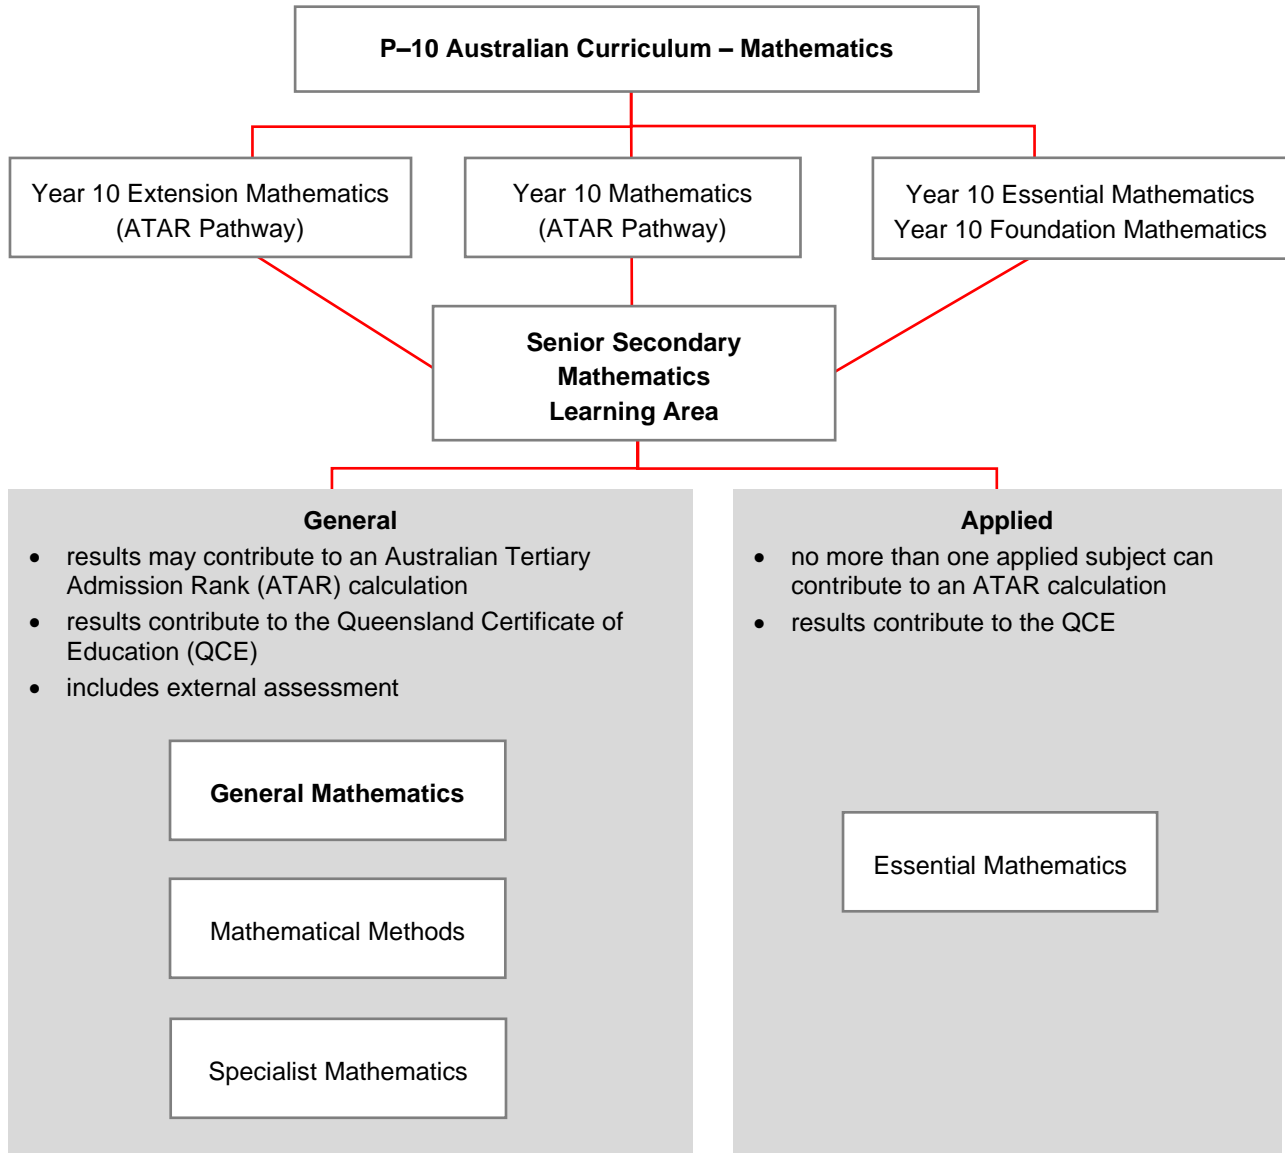 P–10 Australian Curriculum – Mathematics
Year 10 Extension Mathematics
(ATAR Pathway)
Year 10 Mathematics
(ATAR Pathway)
Year 10 Essential Mathematics
Year 10 Foundation Mathematics
Senior Secondary
Mathematics
Learning Area
General
• results may contribute to an Australian Tertiary
Admission Rank (ATAR) calculation
• results contribute to the Queensland Certificate of
Education (QCE)
• includes external assessment
General Mathematics
Mathematical Methods
Specialist Mathematics
Applied
• no more than one applied subject can
contribute to an ATAR calculation
• results contribute to the QCE
Essential Mathematics